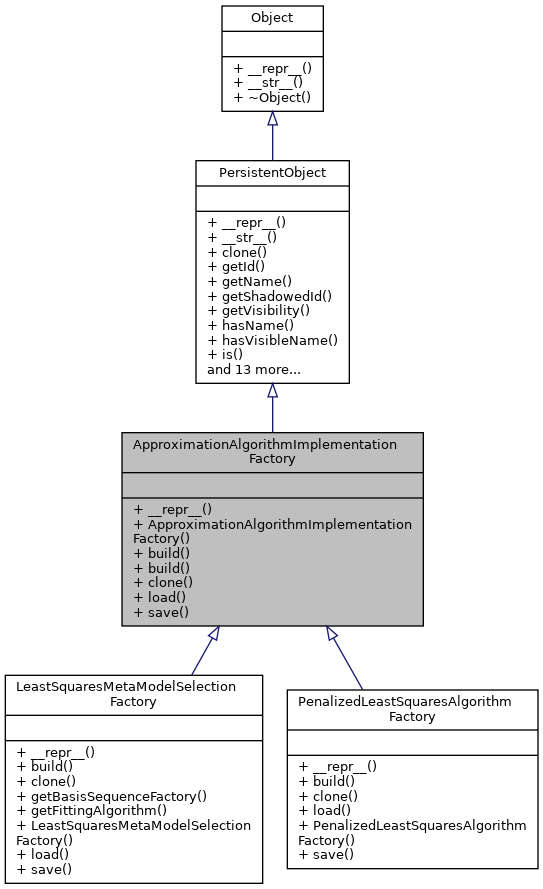 Object
+ __repr__()
+ __str__()
+ ~Object()
PersistentObject
+ __repr__()
+ __str__()
+ clone()
+ getId()
+ getName()
+ getShadowedId()
+ getVisibility()
+ hasName()
+ hasVisibleName()
+ is()
and 13 more...
ApproximationAlgorithmImplementation
Factory
+ __repr__()
+ ApproximationAlgorithmImplementation
Factory()
+ build()
+ build()
+ clone()
+ load()
+ save()
LeastSquaresMetaModelSelection
Factory
+ __repr__()
+ build()
+ clone()
+ getBasisSequenceFactory()
+ getFittingAlgorithm()
+ LeastSquaresMetaModelSelection
Factory()
+ load()
+ save()
PenalizedLeastSquaresAlgorithm
Factory
+ __repr__()
+ build()
+ clone()
+ load()
+ PenalizedLeastSquaresAlgorithm
Factory()
+ save()